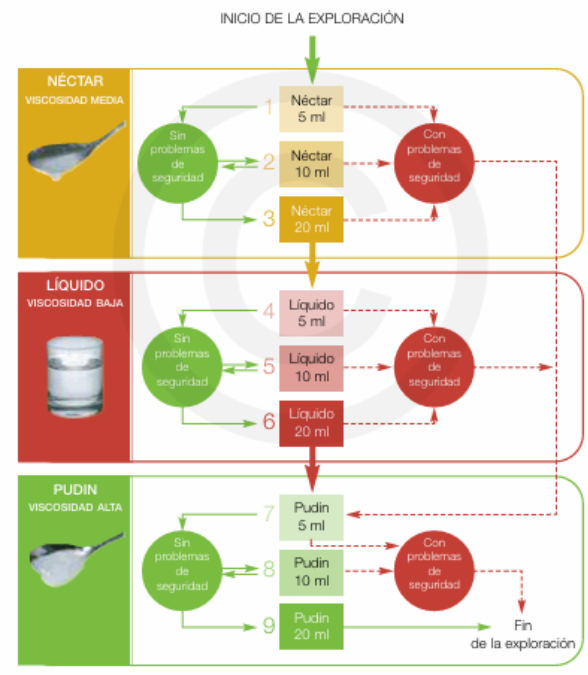 INICIO DE LA EXPLORACIÓN
NÉCTAR
VISCOSIDAD MEDIA
1
Néctar
5 ml
Sin
problemas
de
seguridad
Con
problemas
de
seguridad
2
Néctar
10 ml
3
Néctar
20 ml
LÍQUIDO
VISCOSIDAD BAJA
4
Líquido
5 ml
Sin
problemas
de
seguridad
Con
problemas
de
seguridad
5
Líquido
10 ml
6
Líquido
20 ml
PUDIN
VISCOSIDAD ALTA
7
Pudin
5 ml
Sin
problemas
de
seguridad
Con
problemas
de
seguridad
8
Pudin
10 ml
9
Pudin
20 ml
Fin
de la exploración